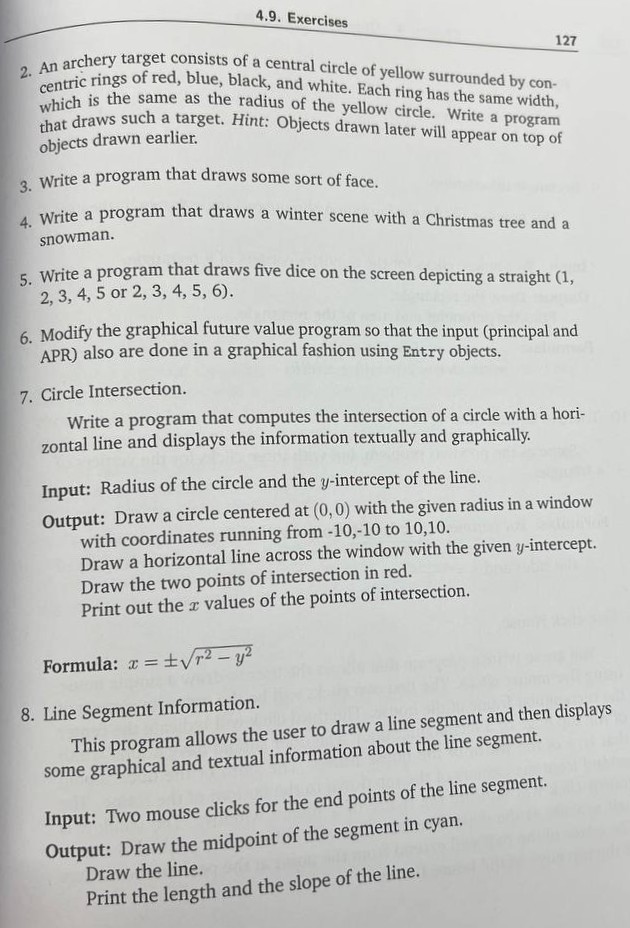 4.9. Exercises
127
2. An archery target consists of a central circle of yellow surrounded by con-
centric rings of red, blue, black, and white. Each ring has the same width,
which is the same as the radius of the yellow circle. Write a program
that draws such a target. Hint: Objects drawn later will appear on top of
objects drawn earlier.
3. Write a program that draws some sort of face.
4. Write a program that draws a winter scene with a Christmas tree and a
snowman.
5. Write a program that draws five dice on the screen depicting a straight (1,
2, 3, 4, 5 or 2, 3, 4, 5, 6).
6. Modify the graphical future value program so that the input (principal and
APR) also are done in a graphical fashion using Entry objects.
7. Circle Intersection.
Write a program that computes the intersection of a circle with a hori-
zontal line and displays the information textually and graphically.
Input: Radius of the circle and the y-intercept of the line.
Output: Draw a circle centered at (0,0) with the given radius in a window
with coordinates running from -10,-10 to 10,10.
Draw a horizontal line across the window with the given y-intercept.
Draw the two points of intersection in red.
Print out the x values of the points of intersection.
Formula: x = ±√r² − y²
8. Line Segment Information.
This program allows the user to draw a line segment and then displays
some graphical and textual information about the line segment.
Input: Two mouse clicks for the end points of the line segment.
Output: Draw the midpoint of the segment in cyan.
Draw the line.
Print the length and the slope of the line.